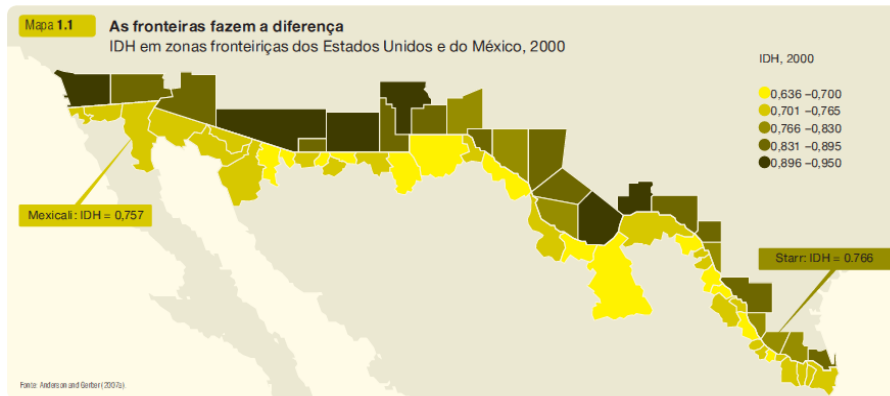 Mapa 1.1
As fronteiras fazem a diferença
IDH em zonas fronteiriças dos Estados Unidos e do México, 2000
IDH, 2000
0,636 –0,700
0,701 –0,765
0,766 –0,830
0,831 –0,895
0,896 –0,950
Mexicali: IDH = 0,757
Starr: IDH = 0.766
Fonte: Anderson and Gerber (2007a)